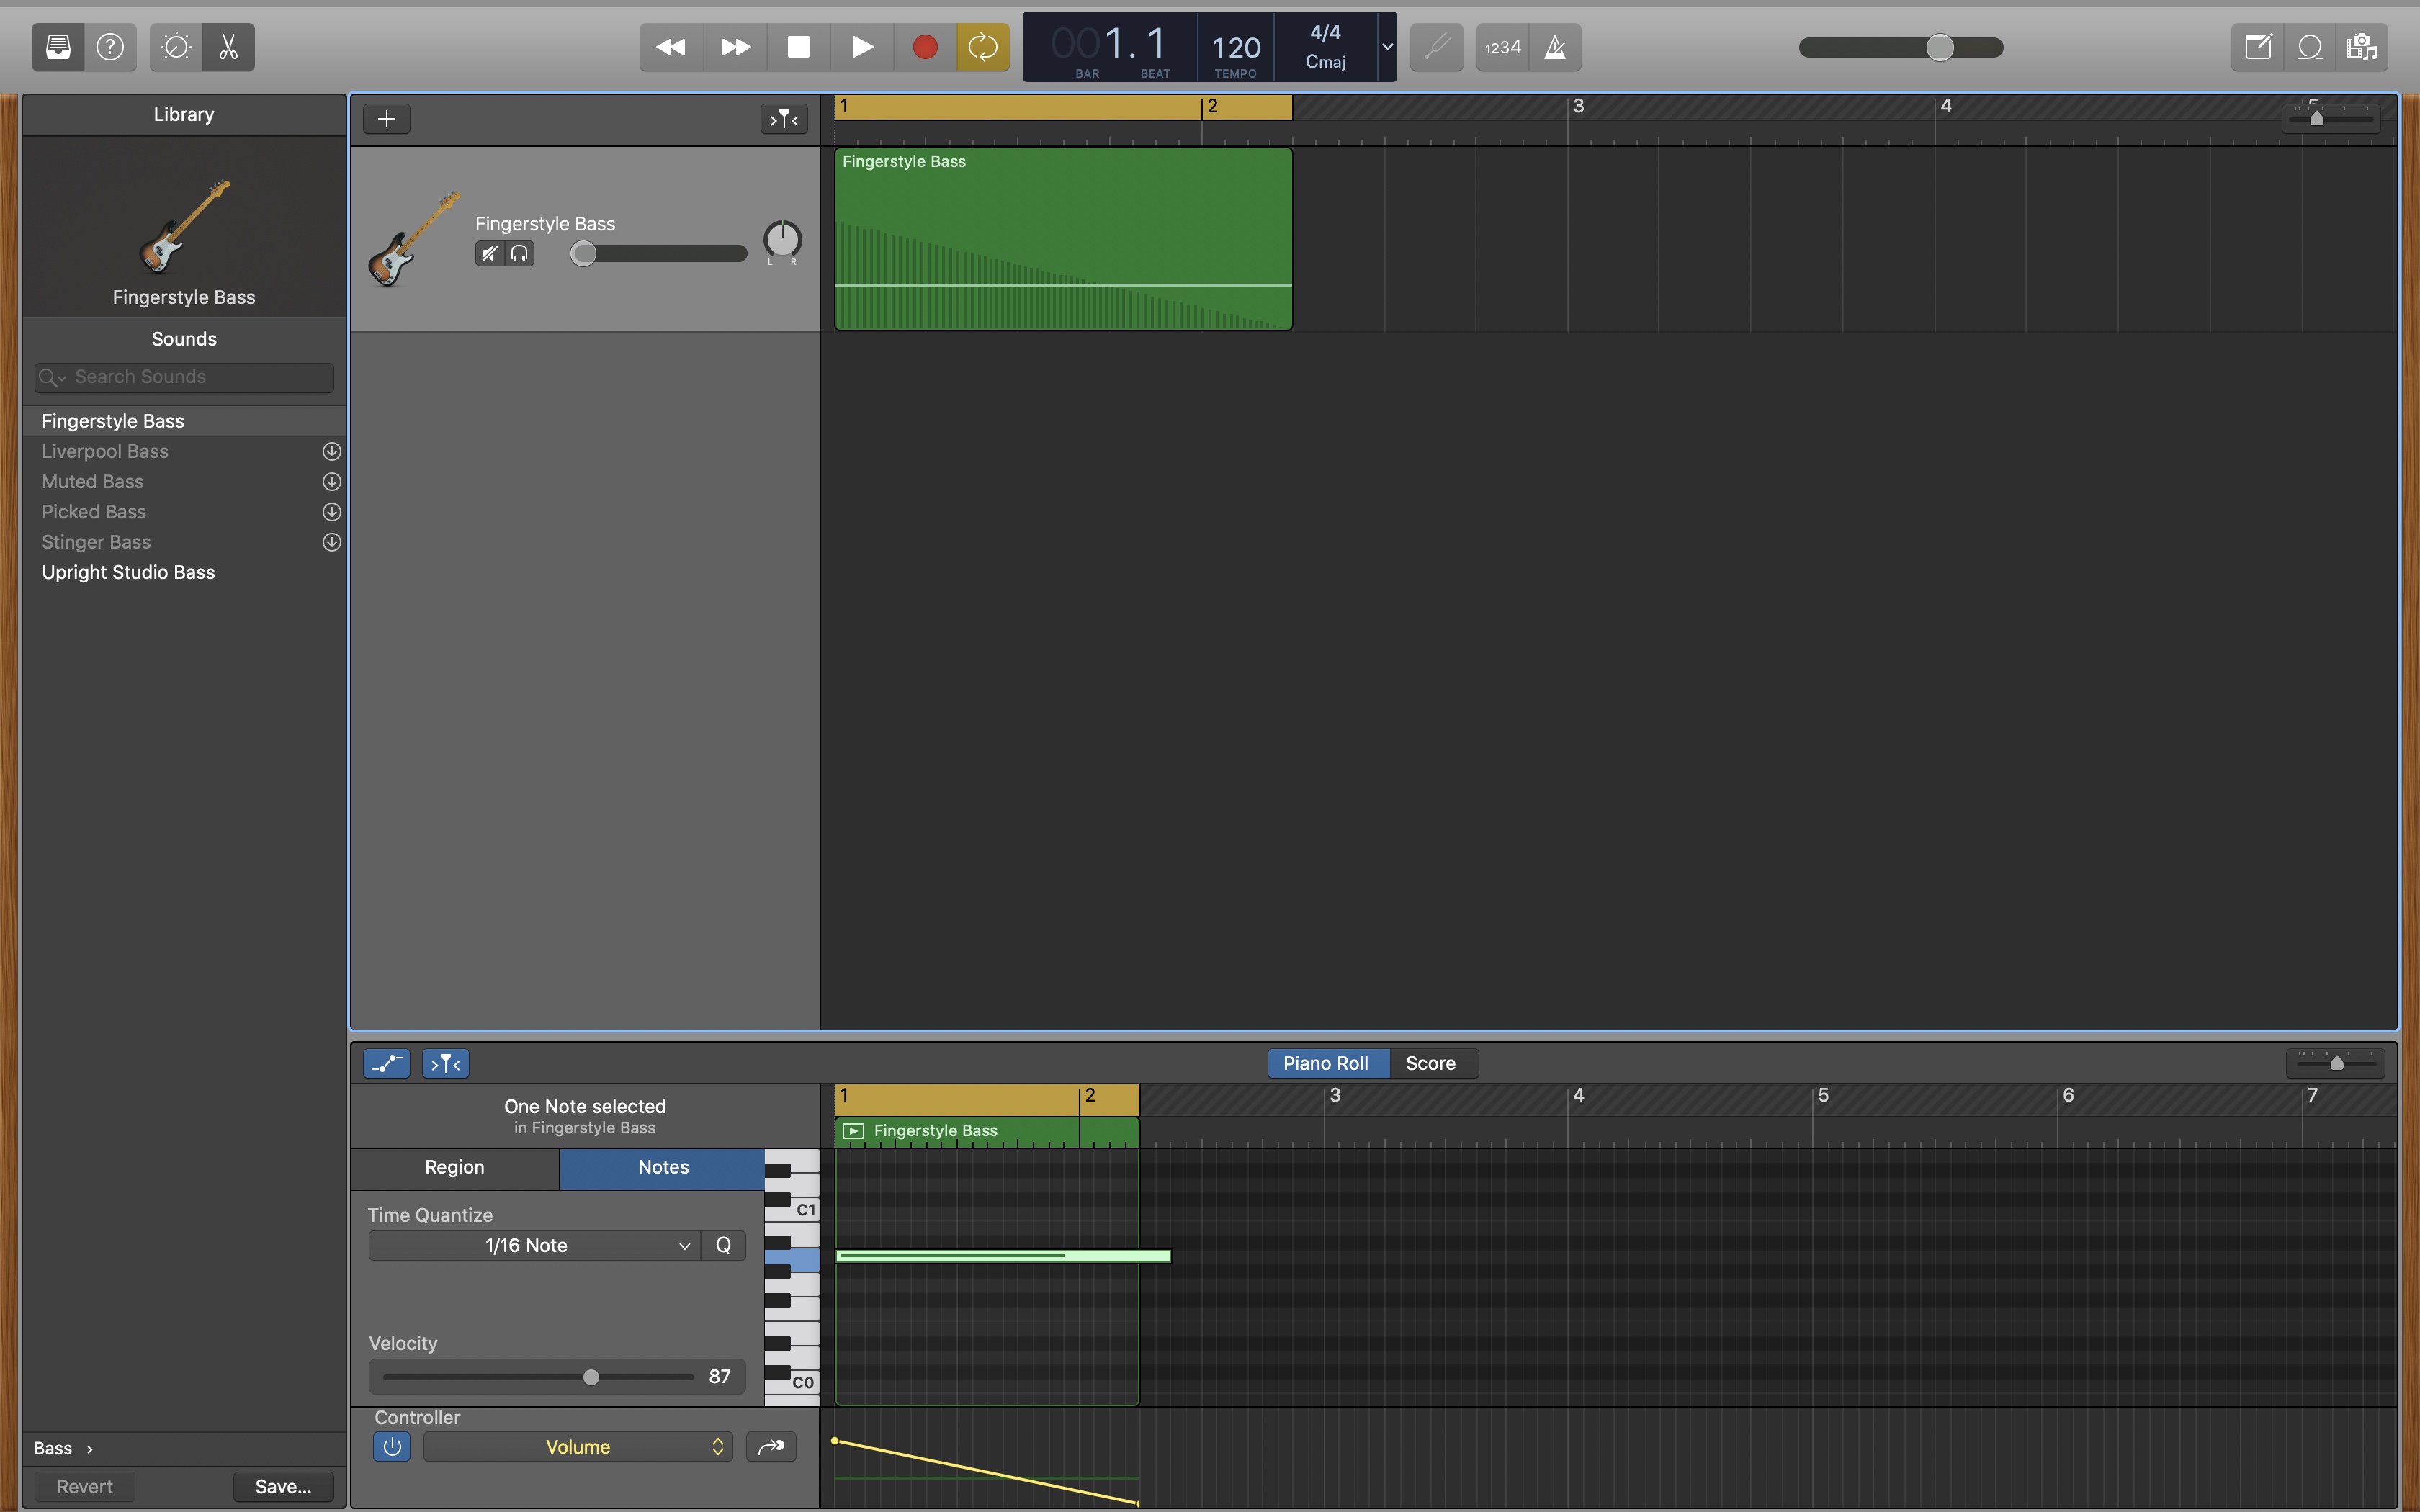 001. 1
BAR BEAT
120
TEMPO
4/4
Cmaj
1234
Library
Fingerstyle Bass
Sounds
Search Sounds
Fingerstyle Bass
Liverpool Bass
Muted Bass
Picked Bass
Stinger Bass
Upright Studio Bass
Bass
Revert Save...
1 2 3 4 5
Fingerstyle Bass
L R
Fingerstyle Bass
Piano Roll Score
One Note selected
in Fingerstyle Bass
1 2 3 4 5 6 7
Fingerstyle Bass
Region Notes
Time Quantize
1/16 Note Q
Velocity
87
C1
C0
Controller
Volume